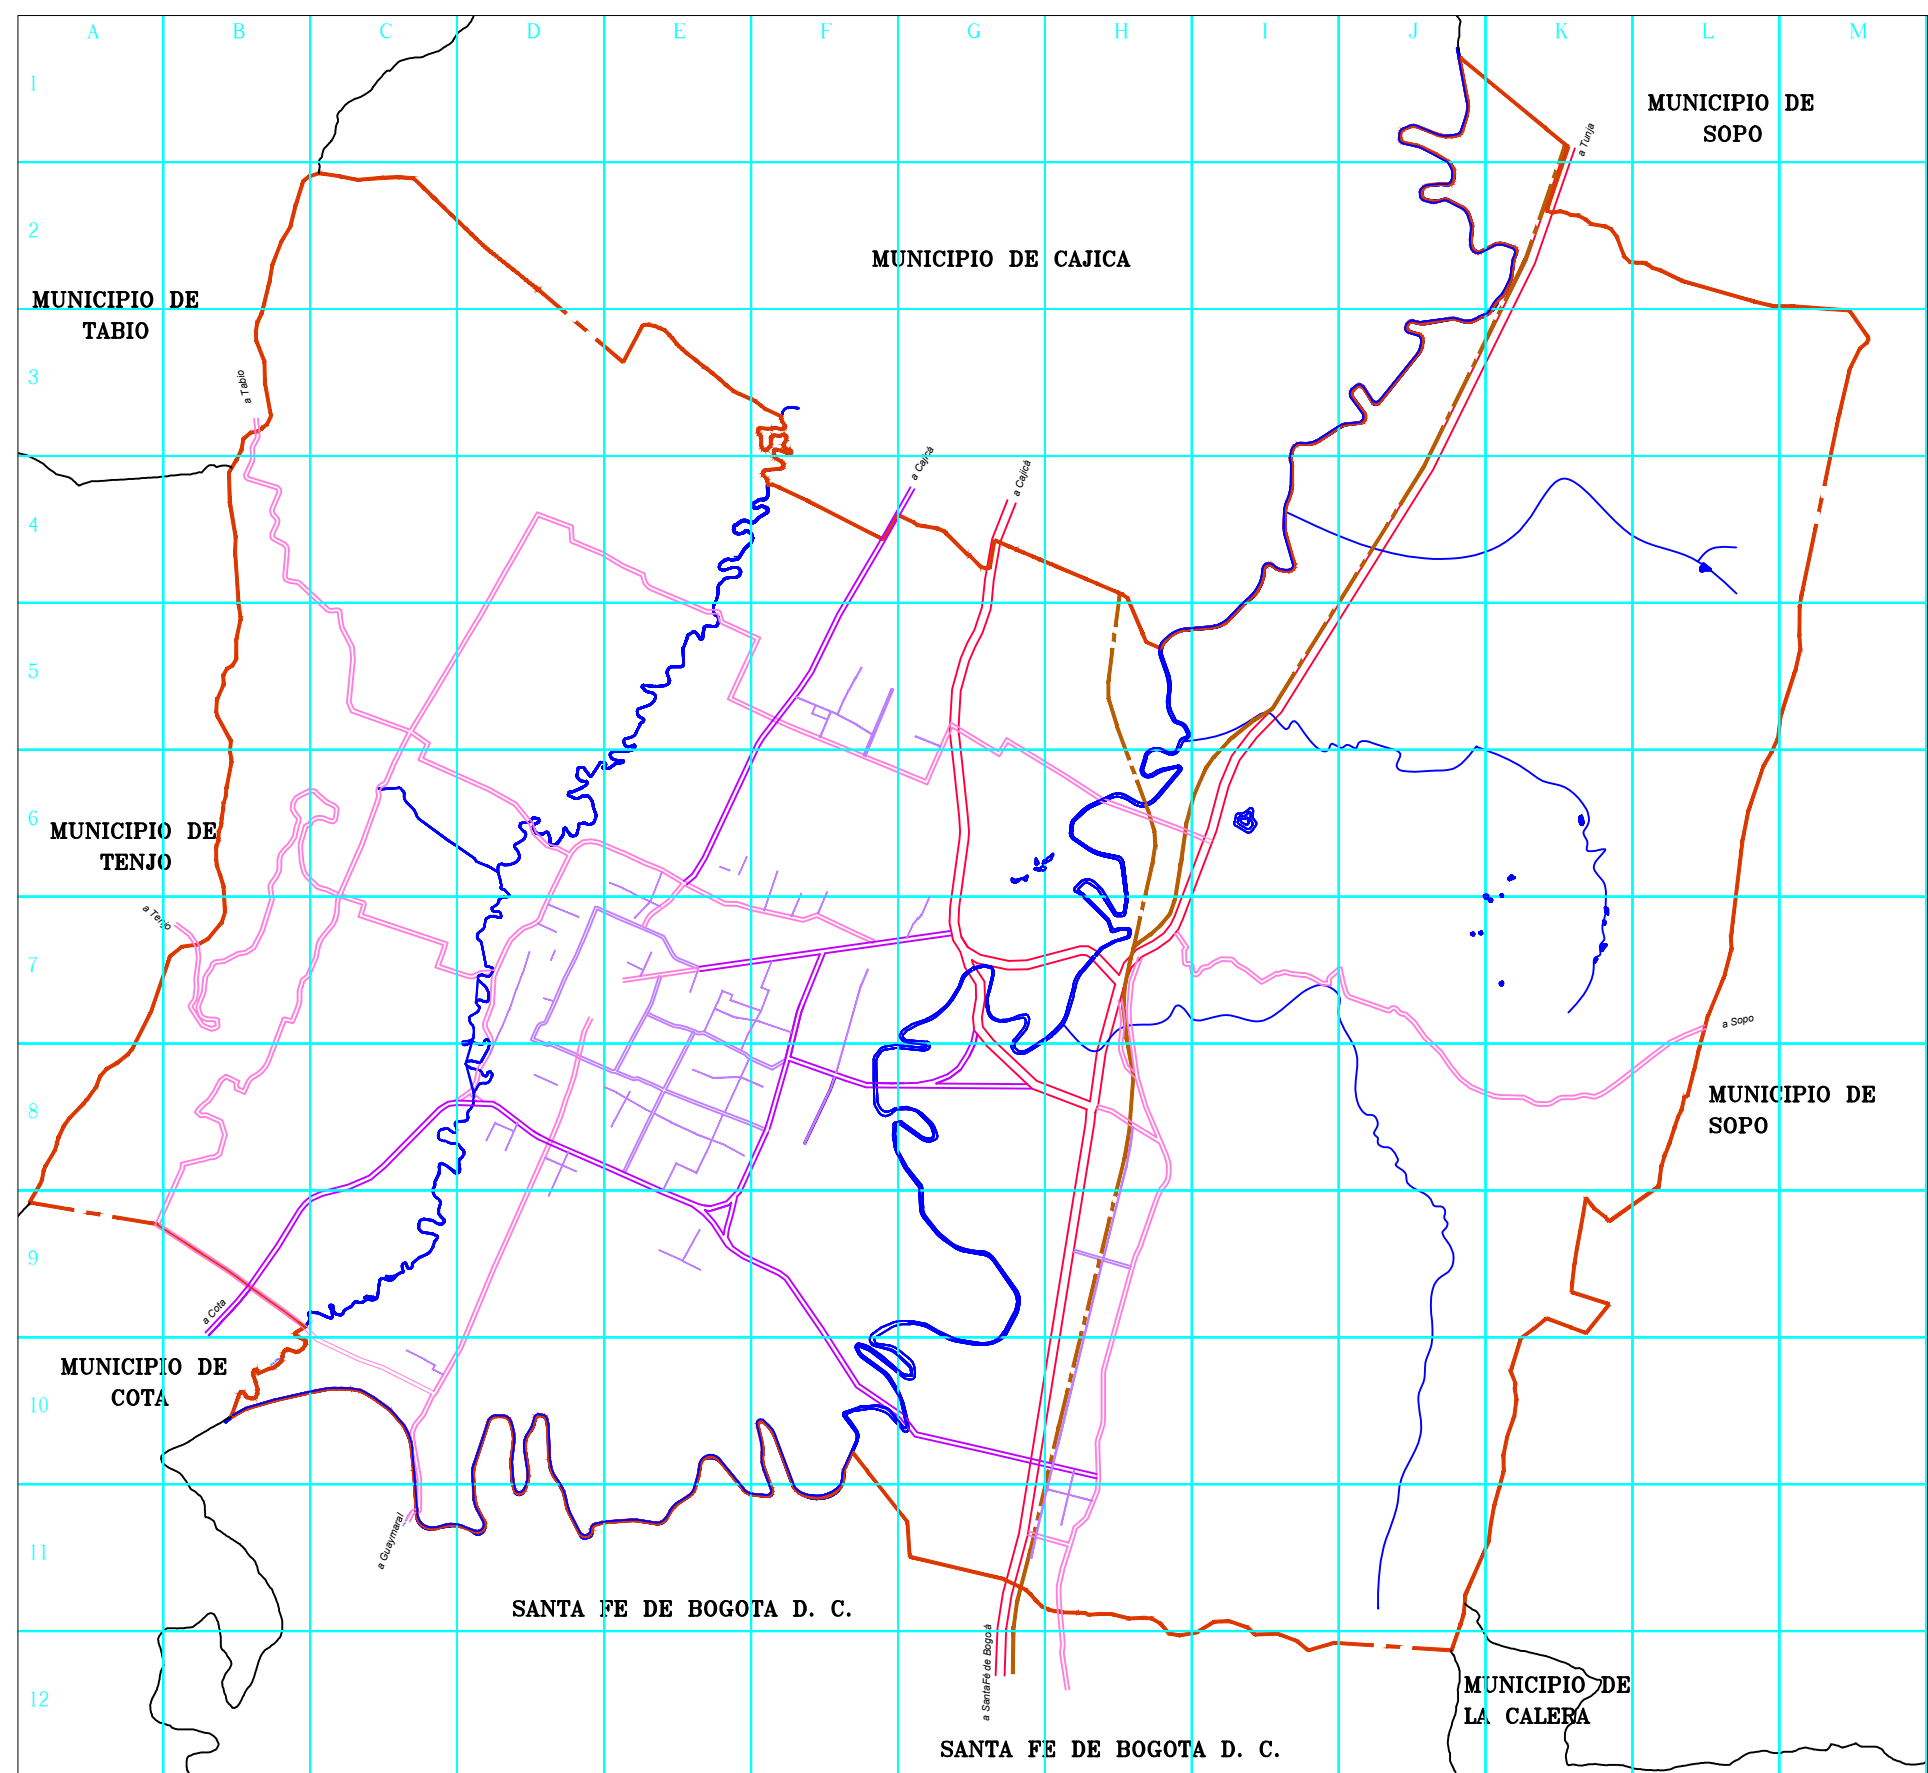 A B C D E F G H I J K L M
1
MUNICIPIO DE
SOPO
a Tunja
2
MUNICIPIO DE CAJICA
MUNICIPIO DE
TABIO
3
a Tabio
a Cajicá
a Cajicá
4
5
6
MUNICIPIO DE
TENJO
a Tenjo
7
a Sopo
8
MUNICIPIO DE
SOPO
9
a Cota
MUNICIPIO DE
COTA
10
a Guaymaral
11
SANTA FE DE BOGOTA D. C.
a SantaFé de Bogoá
12
MUNICIPIO DE
LA CALERA
SANTA FE DE BOGOTA D. C.